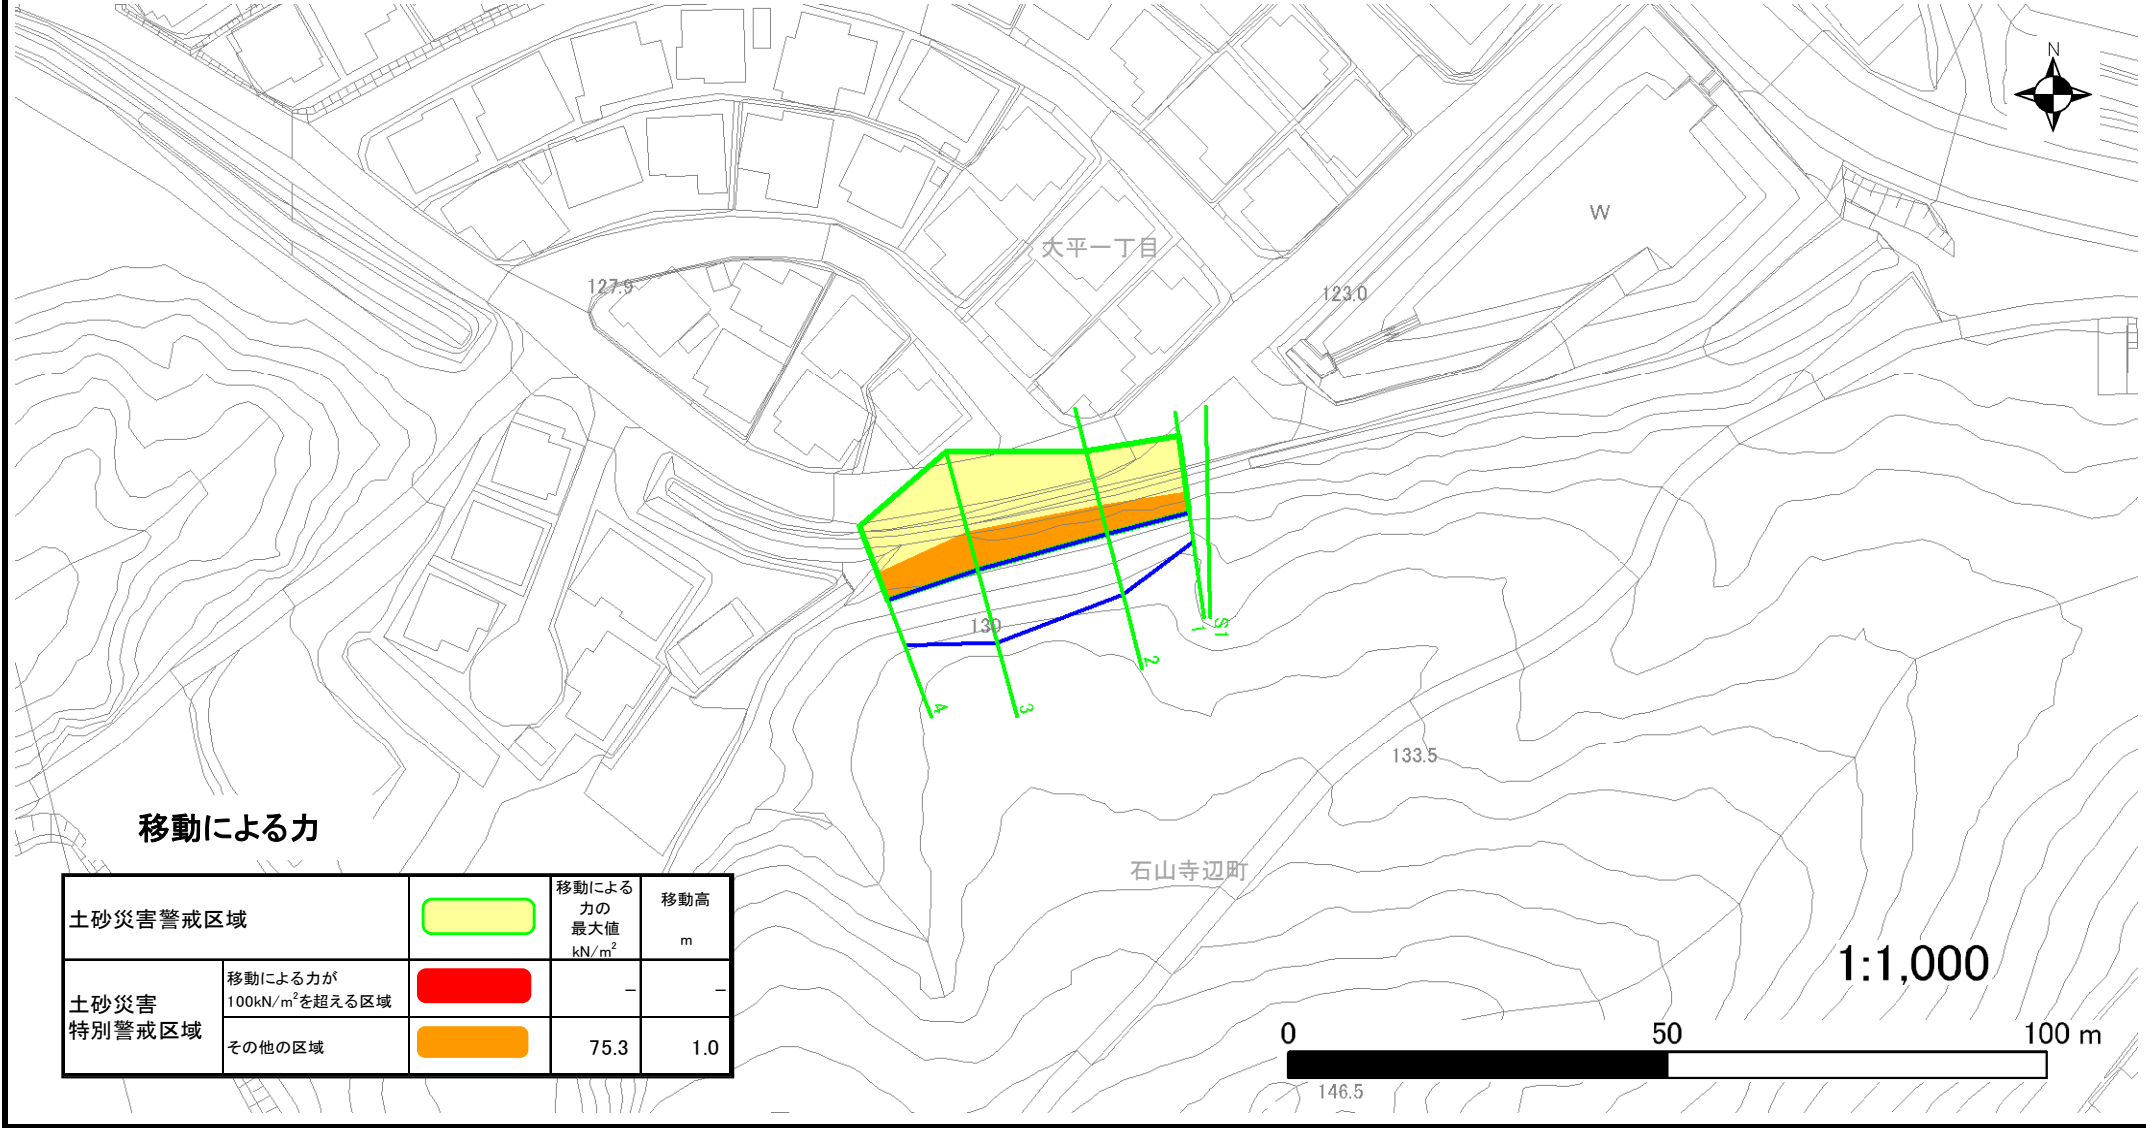 N
W
大平一丁目
127.9
123.0
130
1
S1
2
3
4
133.5
石山寺辺町
146.5
移動による力
土砂災害警戒区域
移動による
力の
最大値
kN/m²
移動高
m
土砂災害
特別警戒区域
移動による力が
100kN/m²を超える区域
-
-
その他の区域
75.3
1.0
1:1,000
0
50
100 m